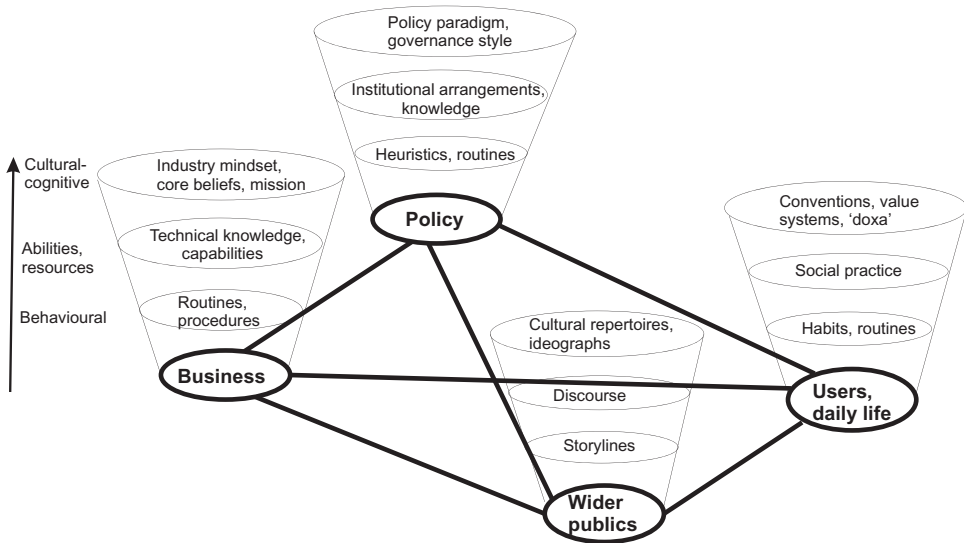 Policy paradigm,
governance style
Institutional arrangements,
knowledge
Heuristics, routines
Policy
Cultural-
cognitive
Abilities,
resources
Behavioural
Industry mindset,
core beliefs, mission
Technical knowledge,
capabilities
Routines,
procedures
Business
Conventions, value
systems, ‘doxa’
Social practice
Habits, routines
Users,
daily life
Cultural repertoires,
ideographs
Discourse
Storylines
Wider
publics